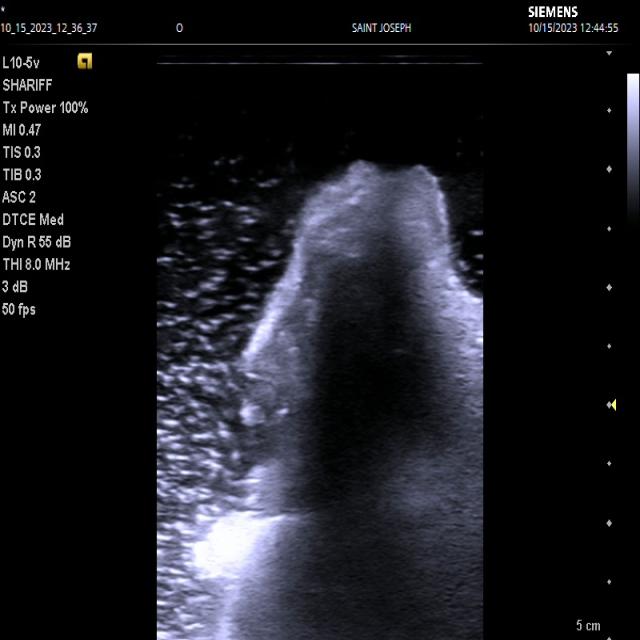 *
SIEMENS
10_15_2023_12_36_37 O SAINT JOSEPH 10/15/2023 12:44:55
L10-5v
SHARIFF
Tx Power 100%
MI 0.47
TIS 0.3
TIB 0.3
ASC 2
DTCE Med
Dyn R 55 dB
THI 8.0 MHz
3 dB
50 fps
5 cm